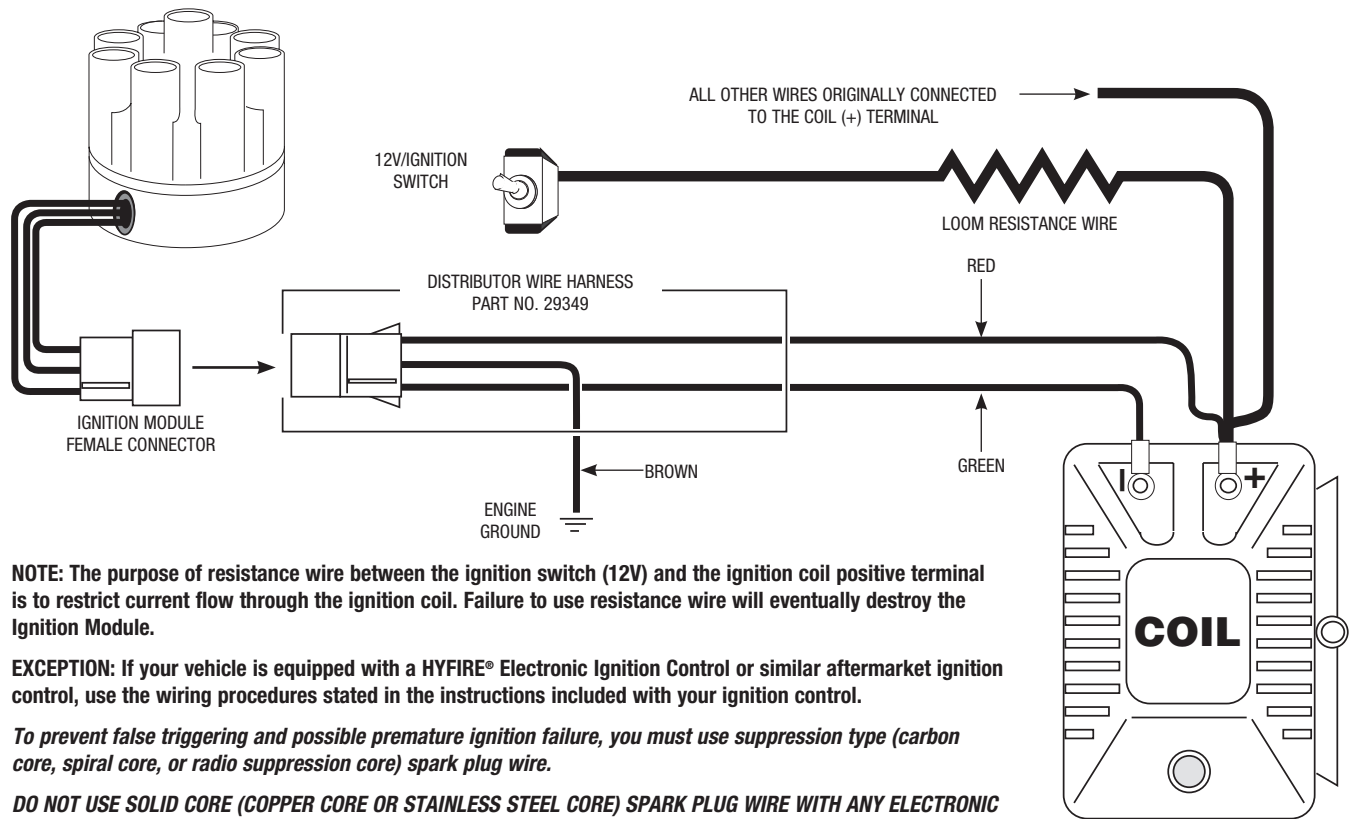 ALL OTHER WIRES ORIGINALLY CONNECTED
TO THE COIL (+) TERMINAL
12V/IGNITION
SWITCH
LOOM RESISTANCE WIRE
RED
DISTRIBUTOR WIRE HARNESS
PART NO. 29349
IGNITION MODULE
FEMALE CONNECTOR
GREEN
BROWN
ENGINE
GROUND
+
COIL
NOTE: The purpose of resistance wire between the ignition switch (12V) and the ignition coil positive terminal
is to restrict current flow through the ignition coil. Failure to use resistance wire will eventually destroy the
Ignition Module.
EXCEPTION: If your vehicle is equipped with a HYFIRE® Electronic Ignition Control or similar aftermarket ignition
control, use the wiring procedures stated in the instructions included with your ignition control.
To prevent false triggering and possible premature ignition failure, you must use suppression type (carbon
core, spiral core, or radio suppression core) spark plug wire.
DO NOT USE SOLID CORE (COPPER CORE OR STAINLESS STEEL CORE) SPARK PLUG WIRE WITH ANY ELECTRONIC